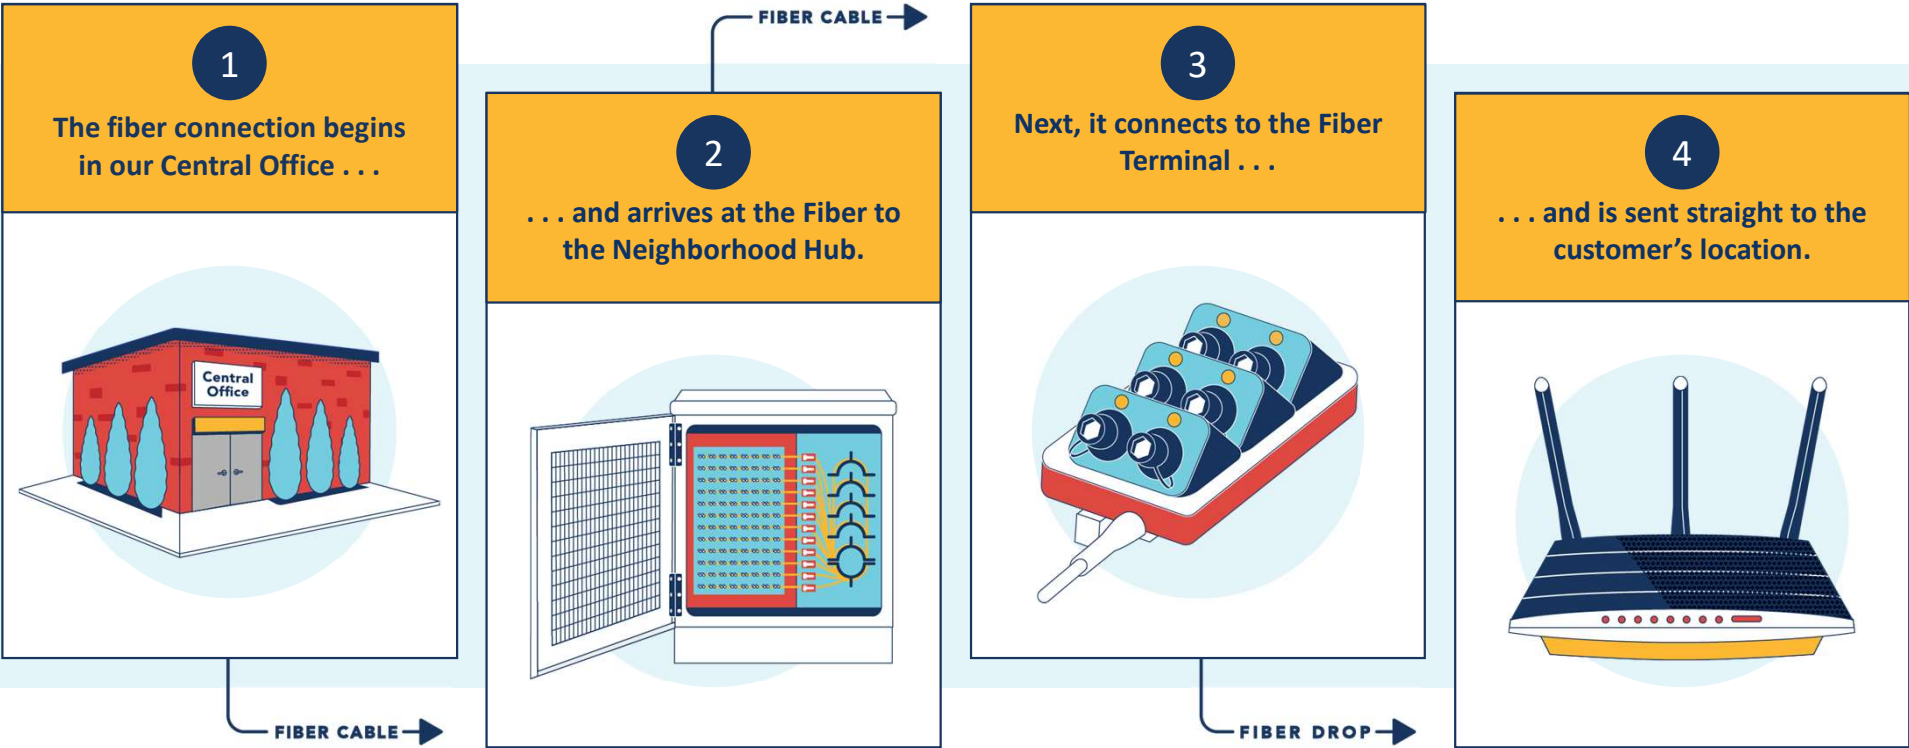 1
The fiber connection begins
in our Central Office . . .
Central
Office
FIBER CABLE
2
. . . and arrives at the Fiber to
the Neighborhood Hub.
FIBER CABLE
3
Next, it connects to the Fiber
Terminal . . .
FIBER DROP
4
. . . and is sent straight to the
customer’s location.